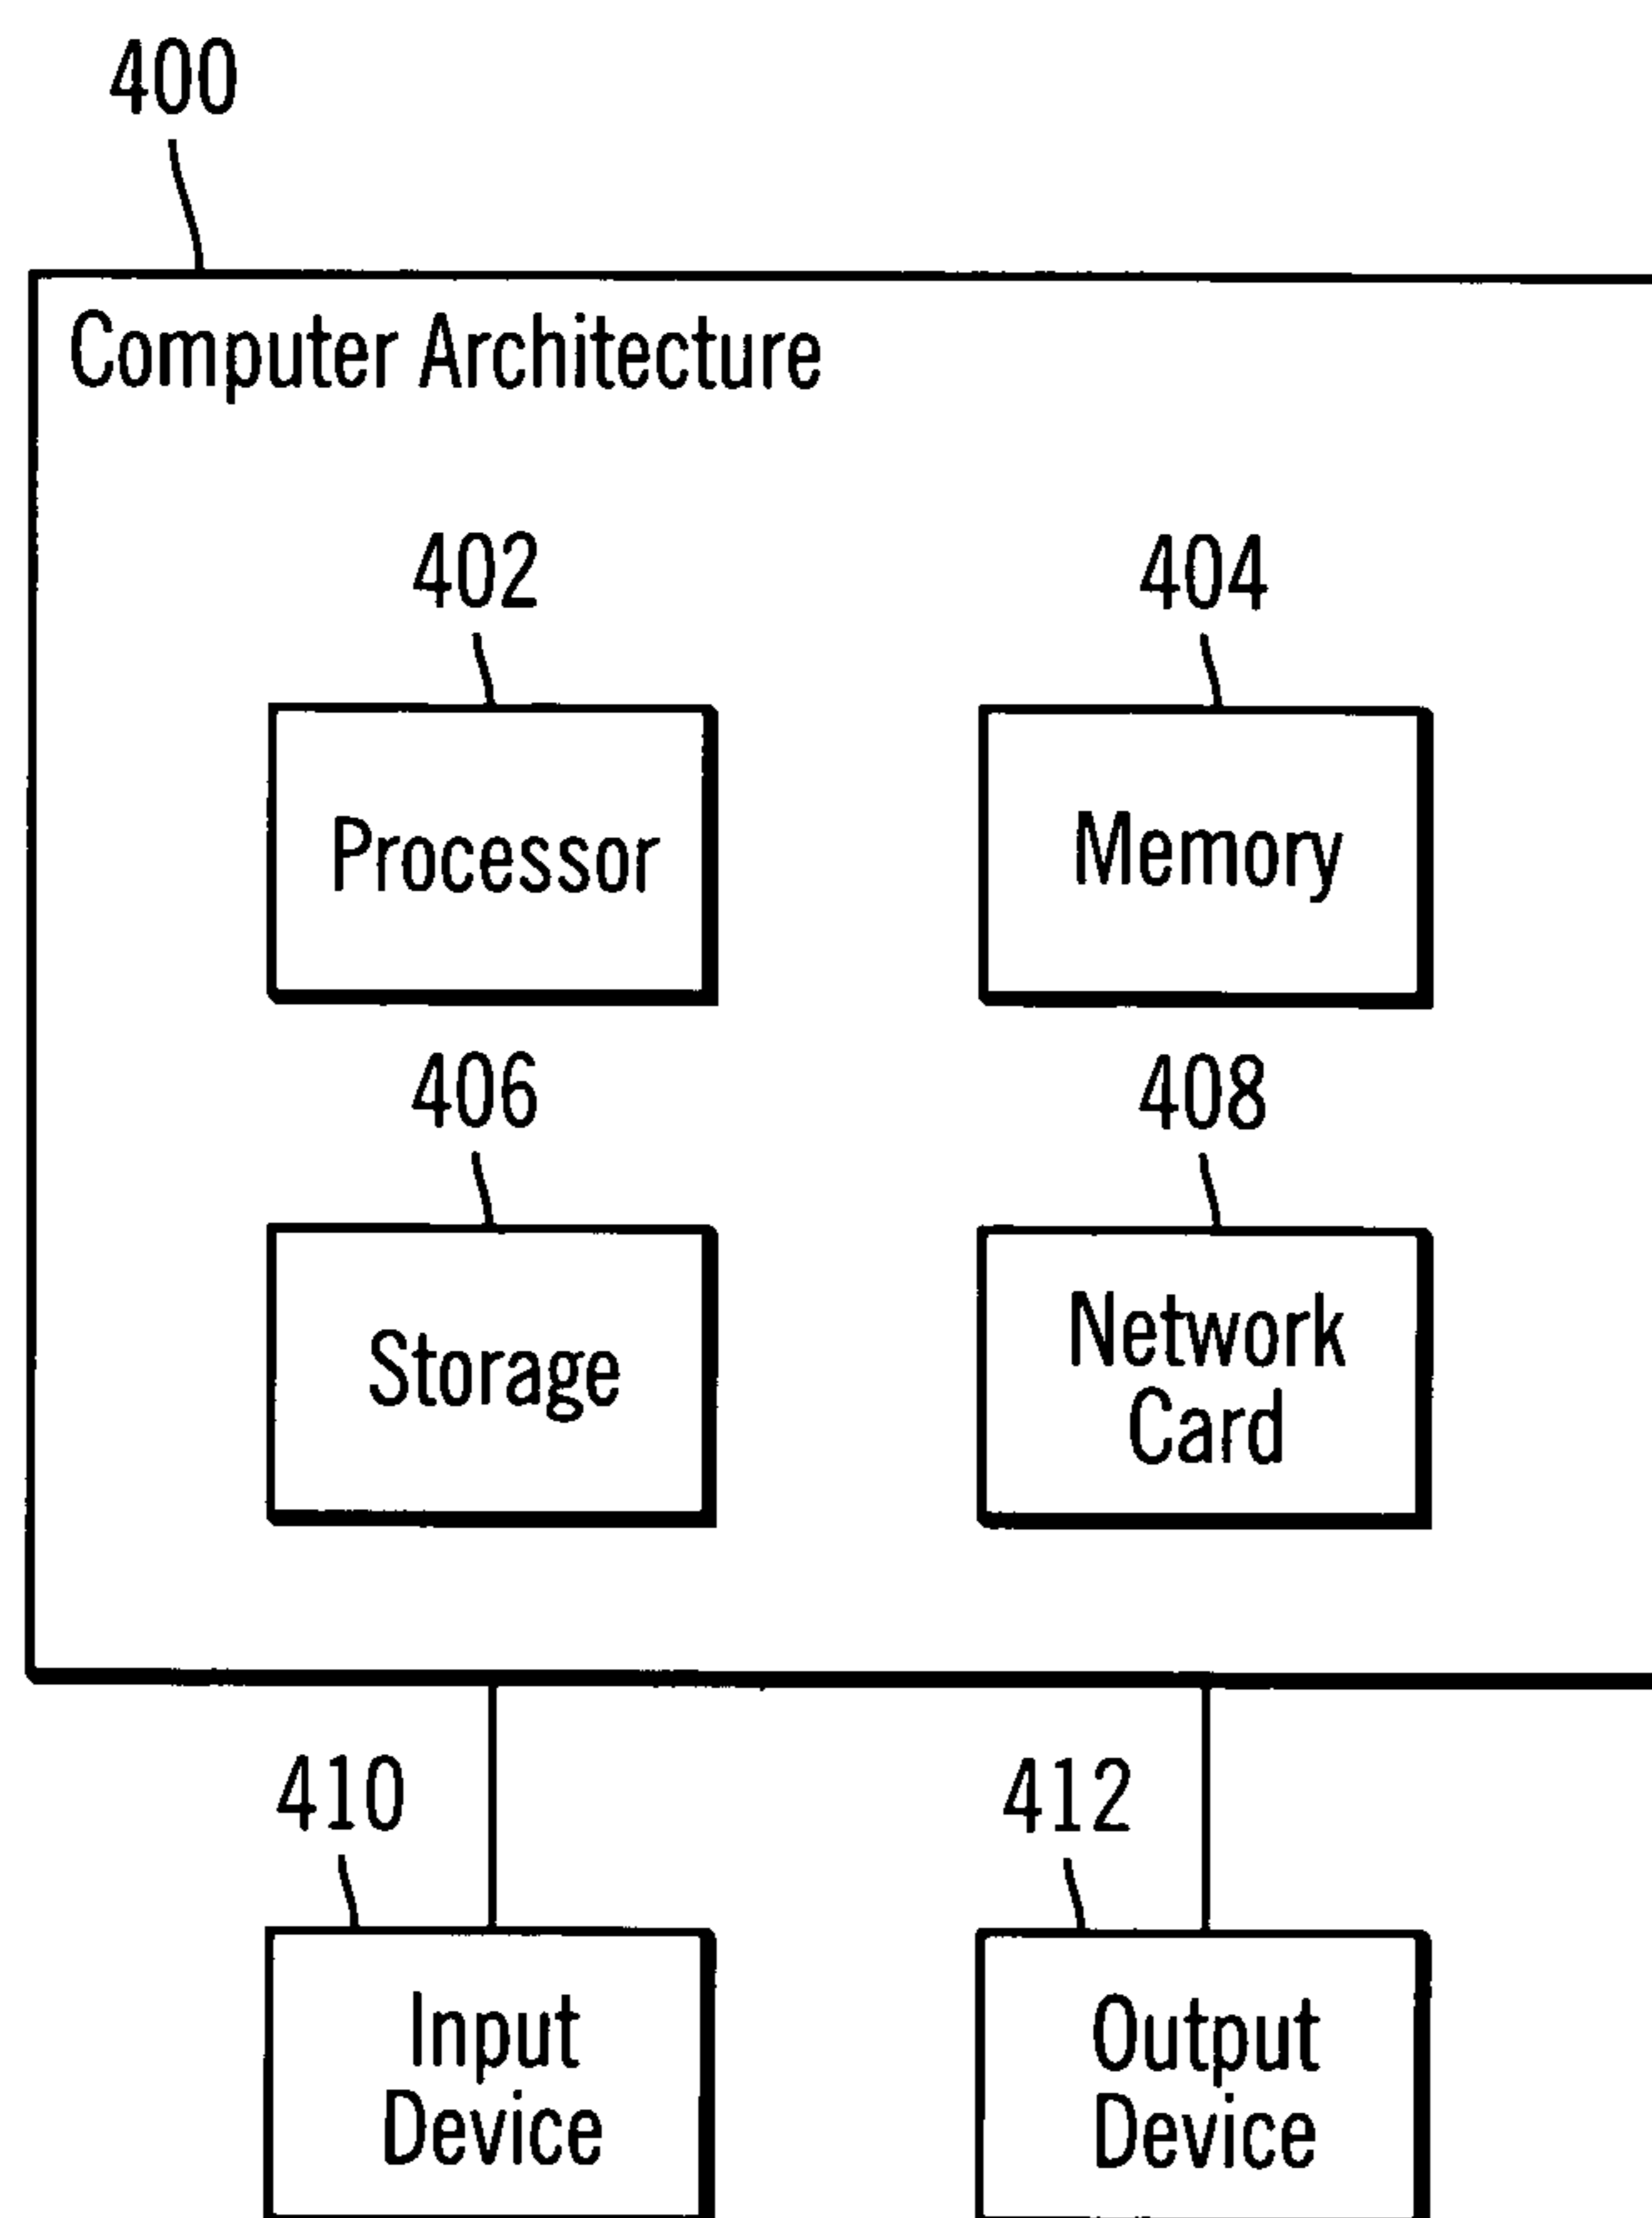 400
Computer Architecture
402
404
Processor
Memory
406
408
Storage
Network
Card
410
412
Input
Device
Output
Device